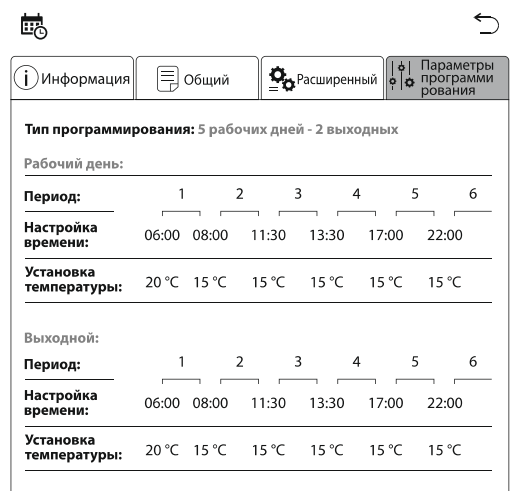 Информация
Общий
Расширенный
Параметры
программи
рования
Тип программирования: 5 рабочих дней - 2 выходных
Рабочий день:
Период: 1 2 3 4 5 6
Настройка
времени: 06:00 08:00 11:30 13:30 17:00 22:00
Установка
температуры: 20 °C 15 °C 15 °C 15 °C 15 °C 15 °C
Выходной:
Период: 1 2 3 4 5 6
Настройка
времени: 06:00 08:00 11:30 13:30 17:00 22:00
Установка
температуры: 20 °C 15 °C 15 °C 15 °C 15 °C 15 °C